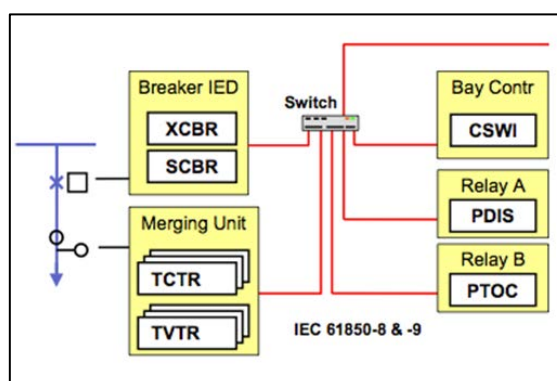 Breaker IED
XCBR
SCBR
Merging Unit
TCTR
TVTR
Switch
Bay Contr
CSWI
Relay A
PDIS
Relay B
PTOC
IEC 61850-8 & -9